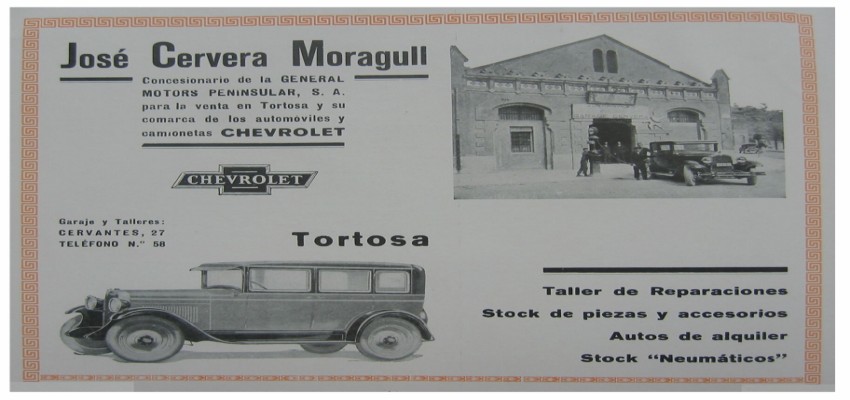 José Cervera Moragull
Concesionario de la GENERAL
MOTORS PENINSULAR, S. A.
para la venta en Tortosa y su
comarca de los automóviles y
camionetas CHEVROLET
CHEVROLET
Garaje y Talleres:
CERVANTES, 27
TELÉFONO N.º 58
Tortosa
Taller de Reparaciones
Stock de piezas y accesorios
Autos de alquiler
Stock “Neumáticos”